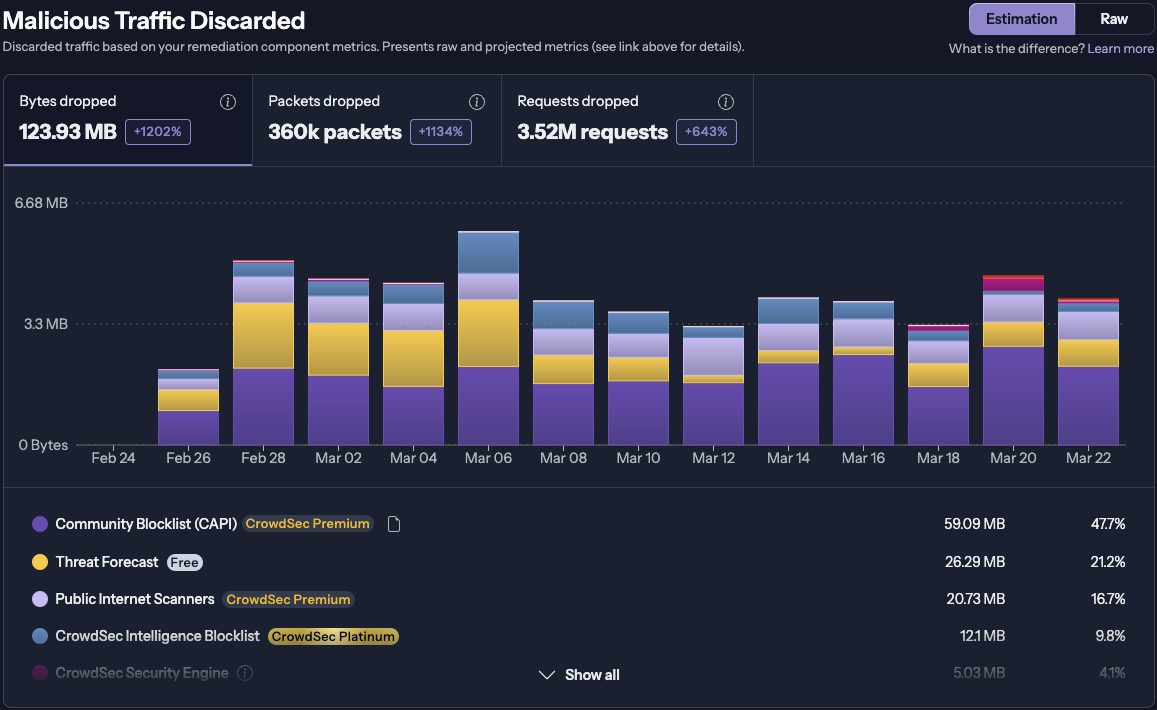 Malicious Traffic Discarded
Estimation Raw
Discarded traffic based on your remediation component metrics. Presents raw and projected metrics (see link above for details).
What is the difference? Learn more
Bytes dropped
123.93 MB +1202%
Packets dropped
360k packets +1134%
Requests dropped
3.52M requests +643%
6.68 MB
3.3 MB
0 Bytes
Feb 24 Feb 26 Feb 28 Mar 02 Mar 04 Mar 06 Mar 08 Mar 10 Mar 12 Mar 14 Mar 16 Mar 18 Mar 20 Mar 22
Community Blocklist (CAPI) CrowdSec Premium 59.09 MB 47.7%
Threat Forecast Free 26.29 MB 21.2%
Public Internet Scanners CrowdSec Premium 20.73 MB 16.7%
CrowdSec Intelligence Blocklist CrowdSec Platinum 12.1 MB 9.8%
CrowdSec Security Engine 5.03 MB 4.1%
Show all